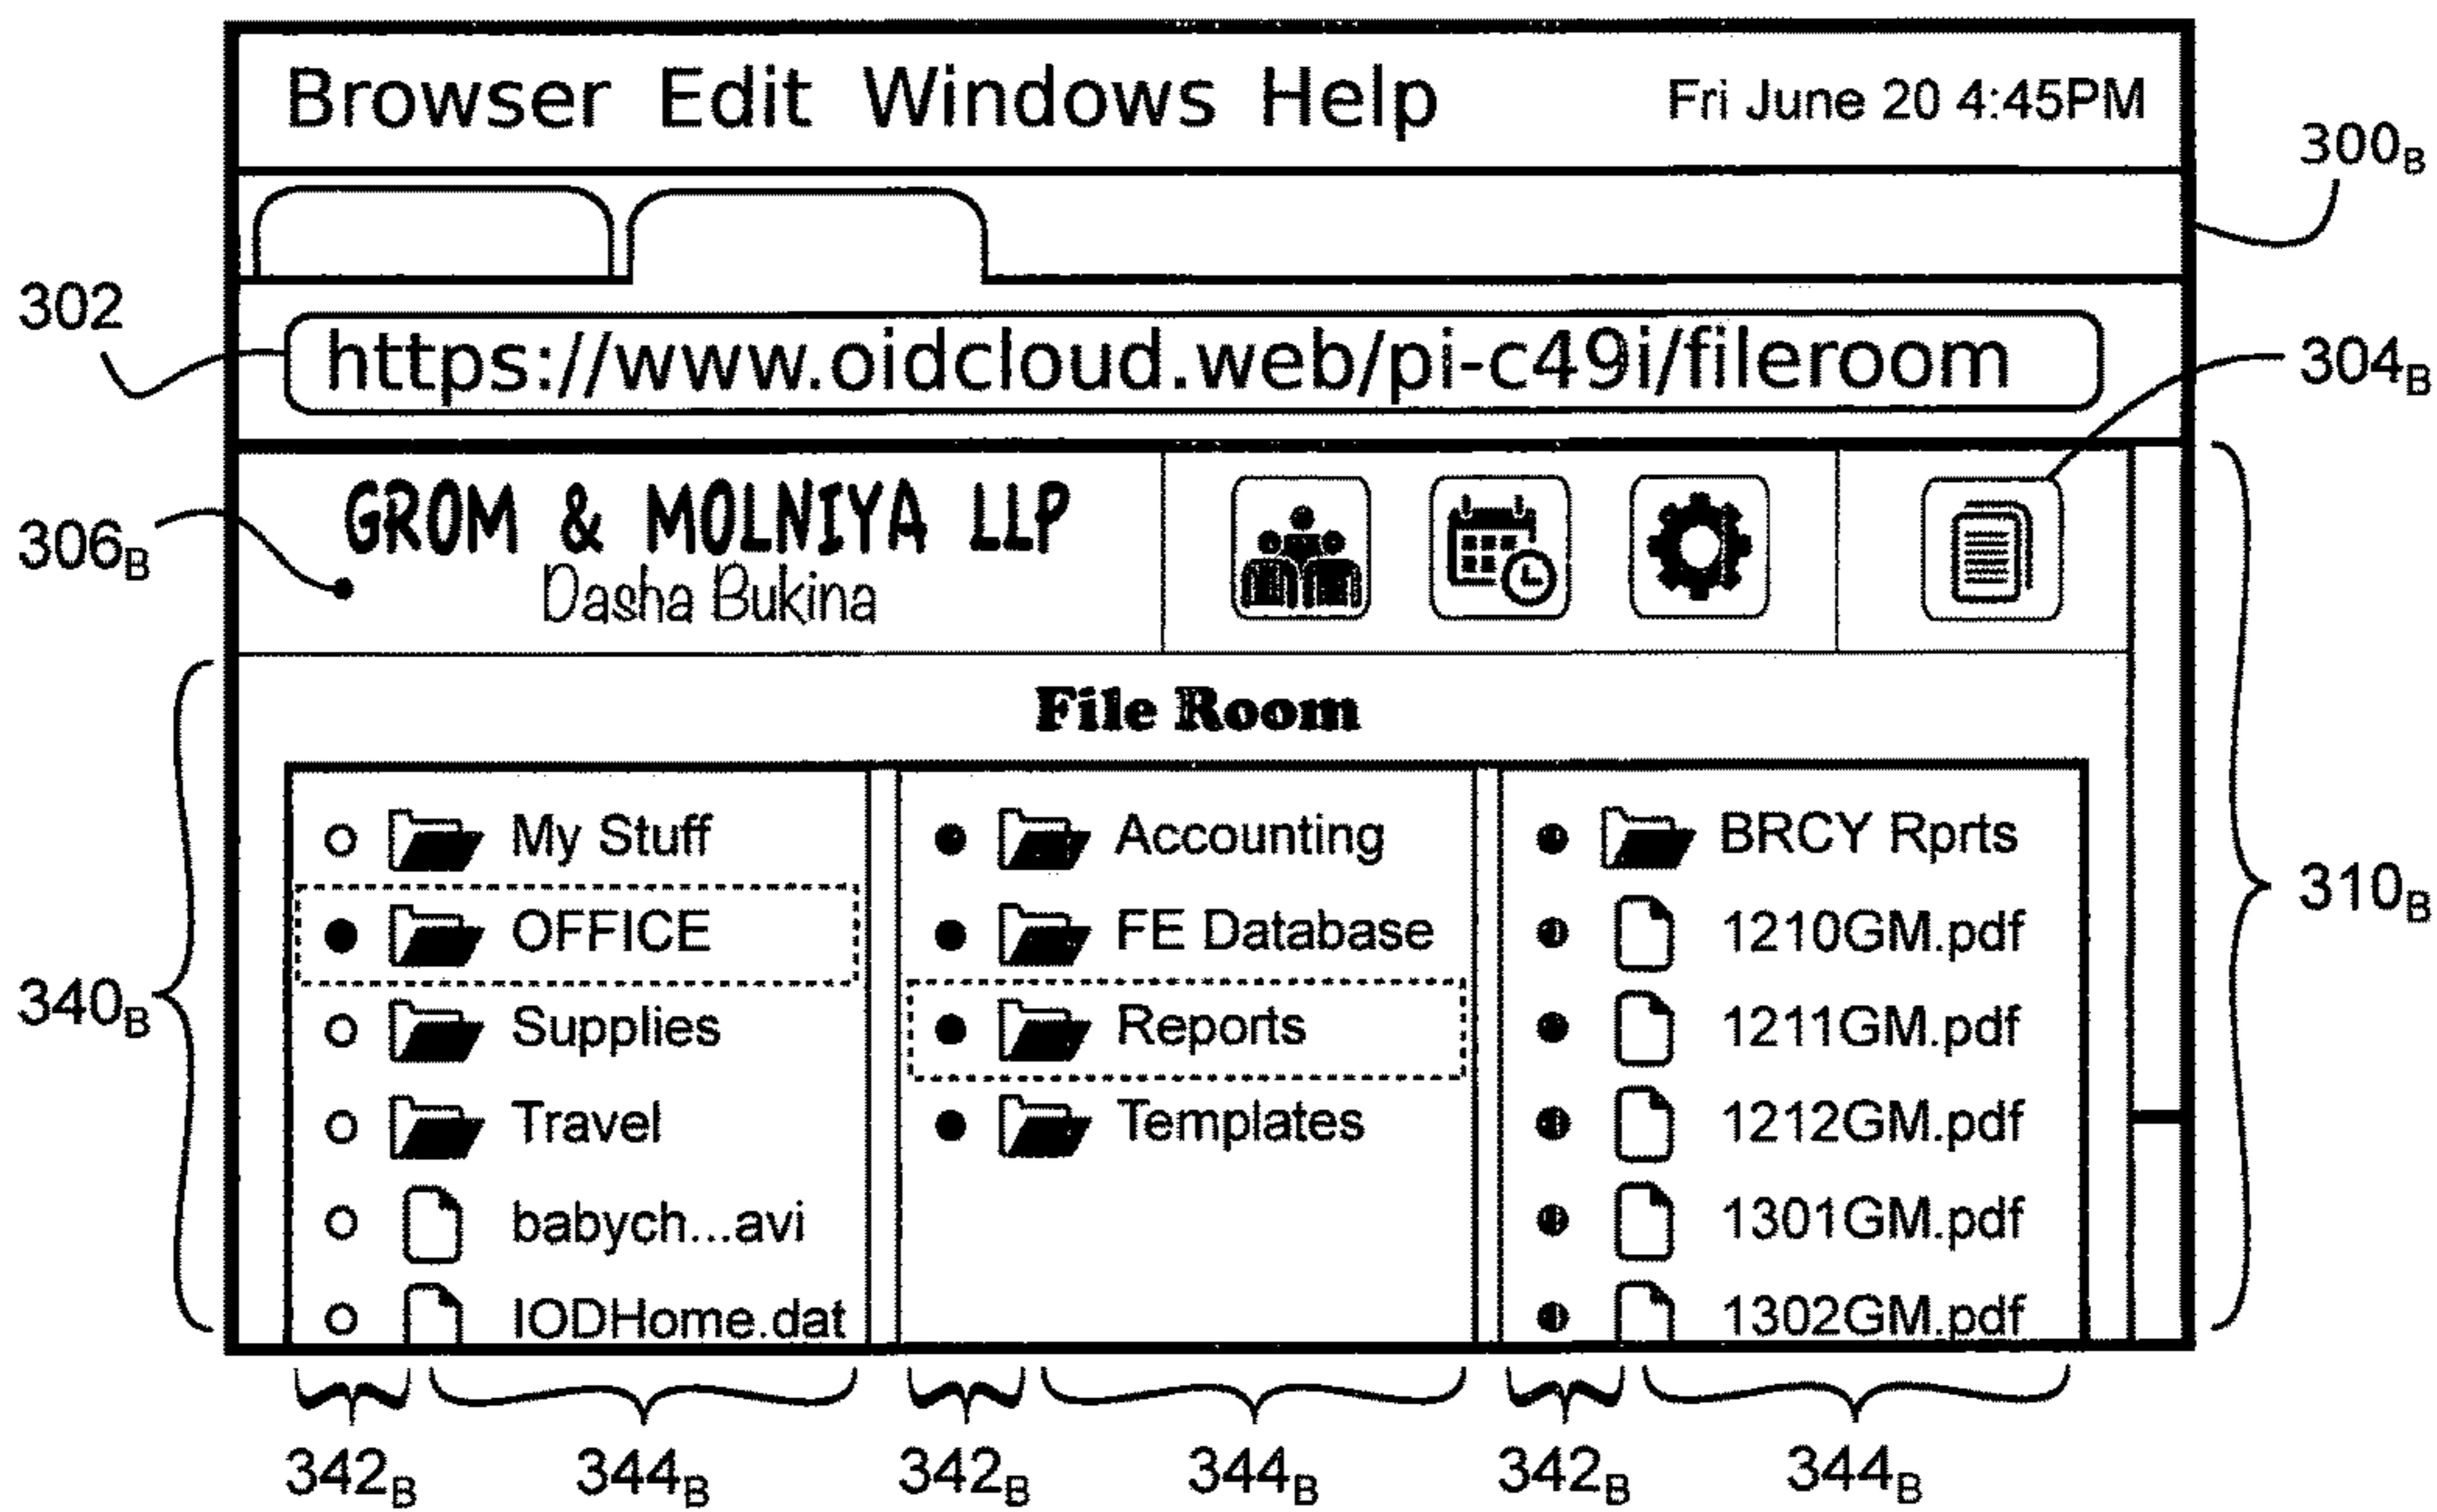 Browser Edit Windows Help Fri June 20 4:45PM
300B
302
https://www.oidcloud.web/pi-c49i/fileroom
304B
GROM & MOLNIYA LLP
306B
Dasha Bukina
File Room
My Stuff Accounting BRCY Rprts
310B
OFFICE FE Database 1210GM.pdf
340B
Supplies Reports 1211GM.pdf
Travel Templates 1212GM.pdf
babych...avi 1301GM.pdf
IODHome.dat 1302GM.pdf
342B 344B 342B 344B 342B 344B